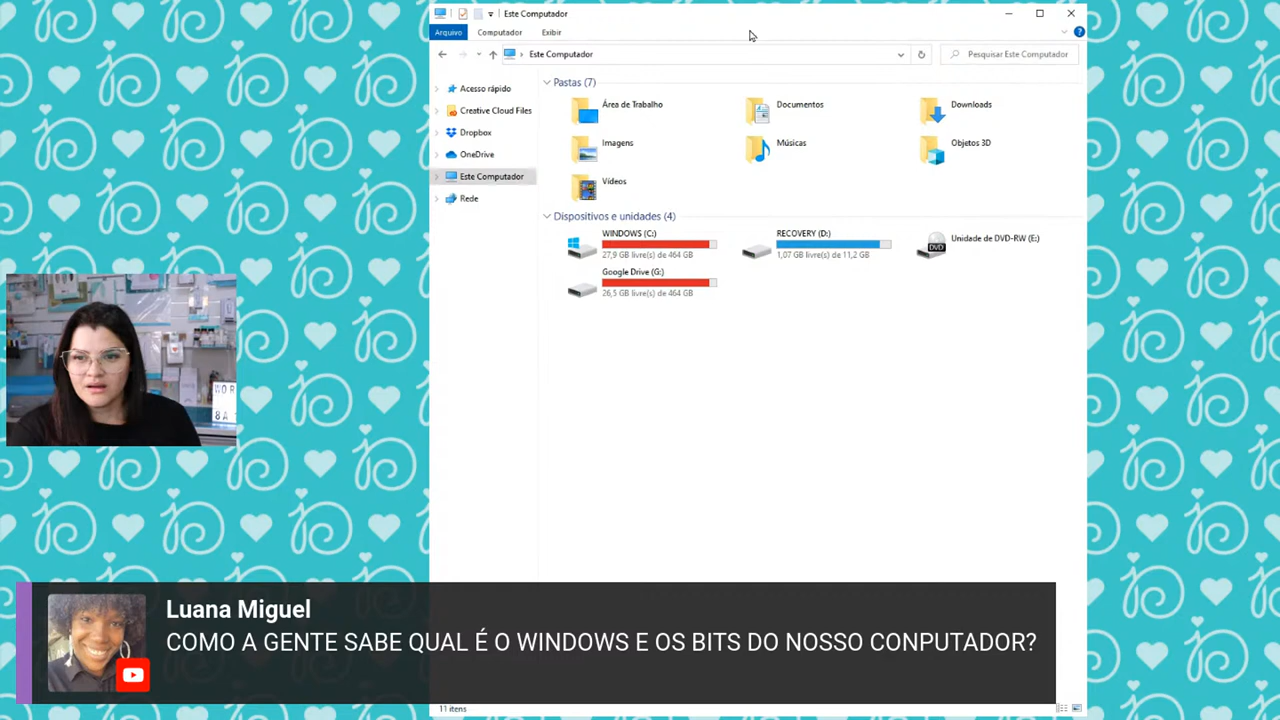 Este Computador
Arquivo Computador Exibir
Este Computador
Pesquisar Este Computador
Acesso rápido
Creative Cloud Files
Dropbox
OneDrive
Este Computador
Rede
Pastas (7)
Área de Trabalho
Documentos
Downloads
Imagens
Músicas
Objetos 3D
Vídeos
Dispositivos e unidades (4)
WINDOWS (C:)
27,9 GB livre(s) de 464 GB
RECOVERY (D:)
1,07 GB livre(s) de 11,2 GB
DVD
Unidade de DVD-RW (E:)
Google Drive (G:)
26,5 GB livre(s) de 464 GB
WOR
8A
Luana Miguel
COMO A GENTE SABE QUAL É O WINDOWS E OS BITS DO NOSSO CONPUTADOR?
11 itens